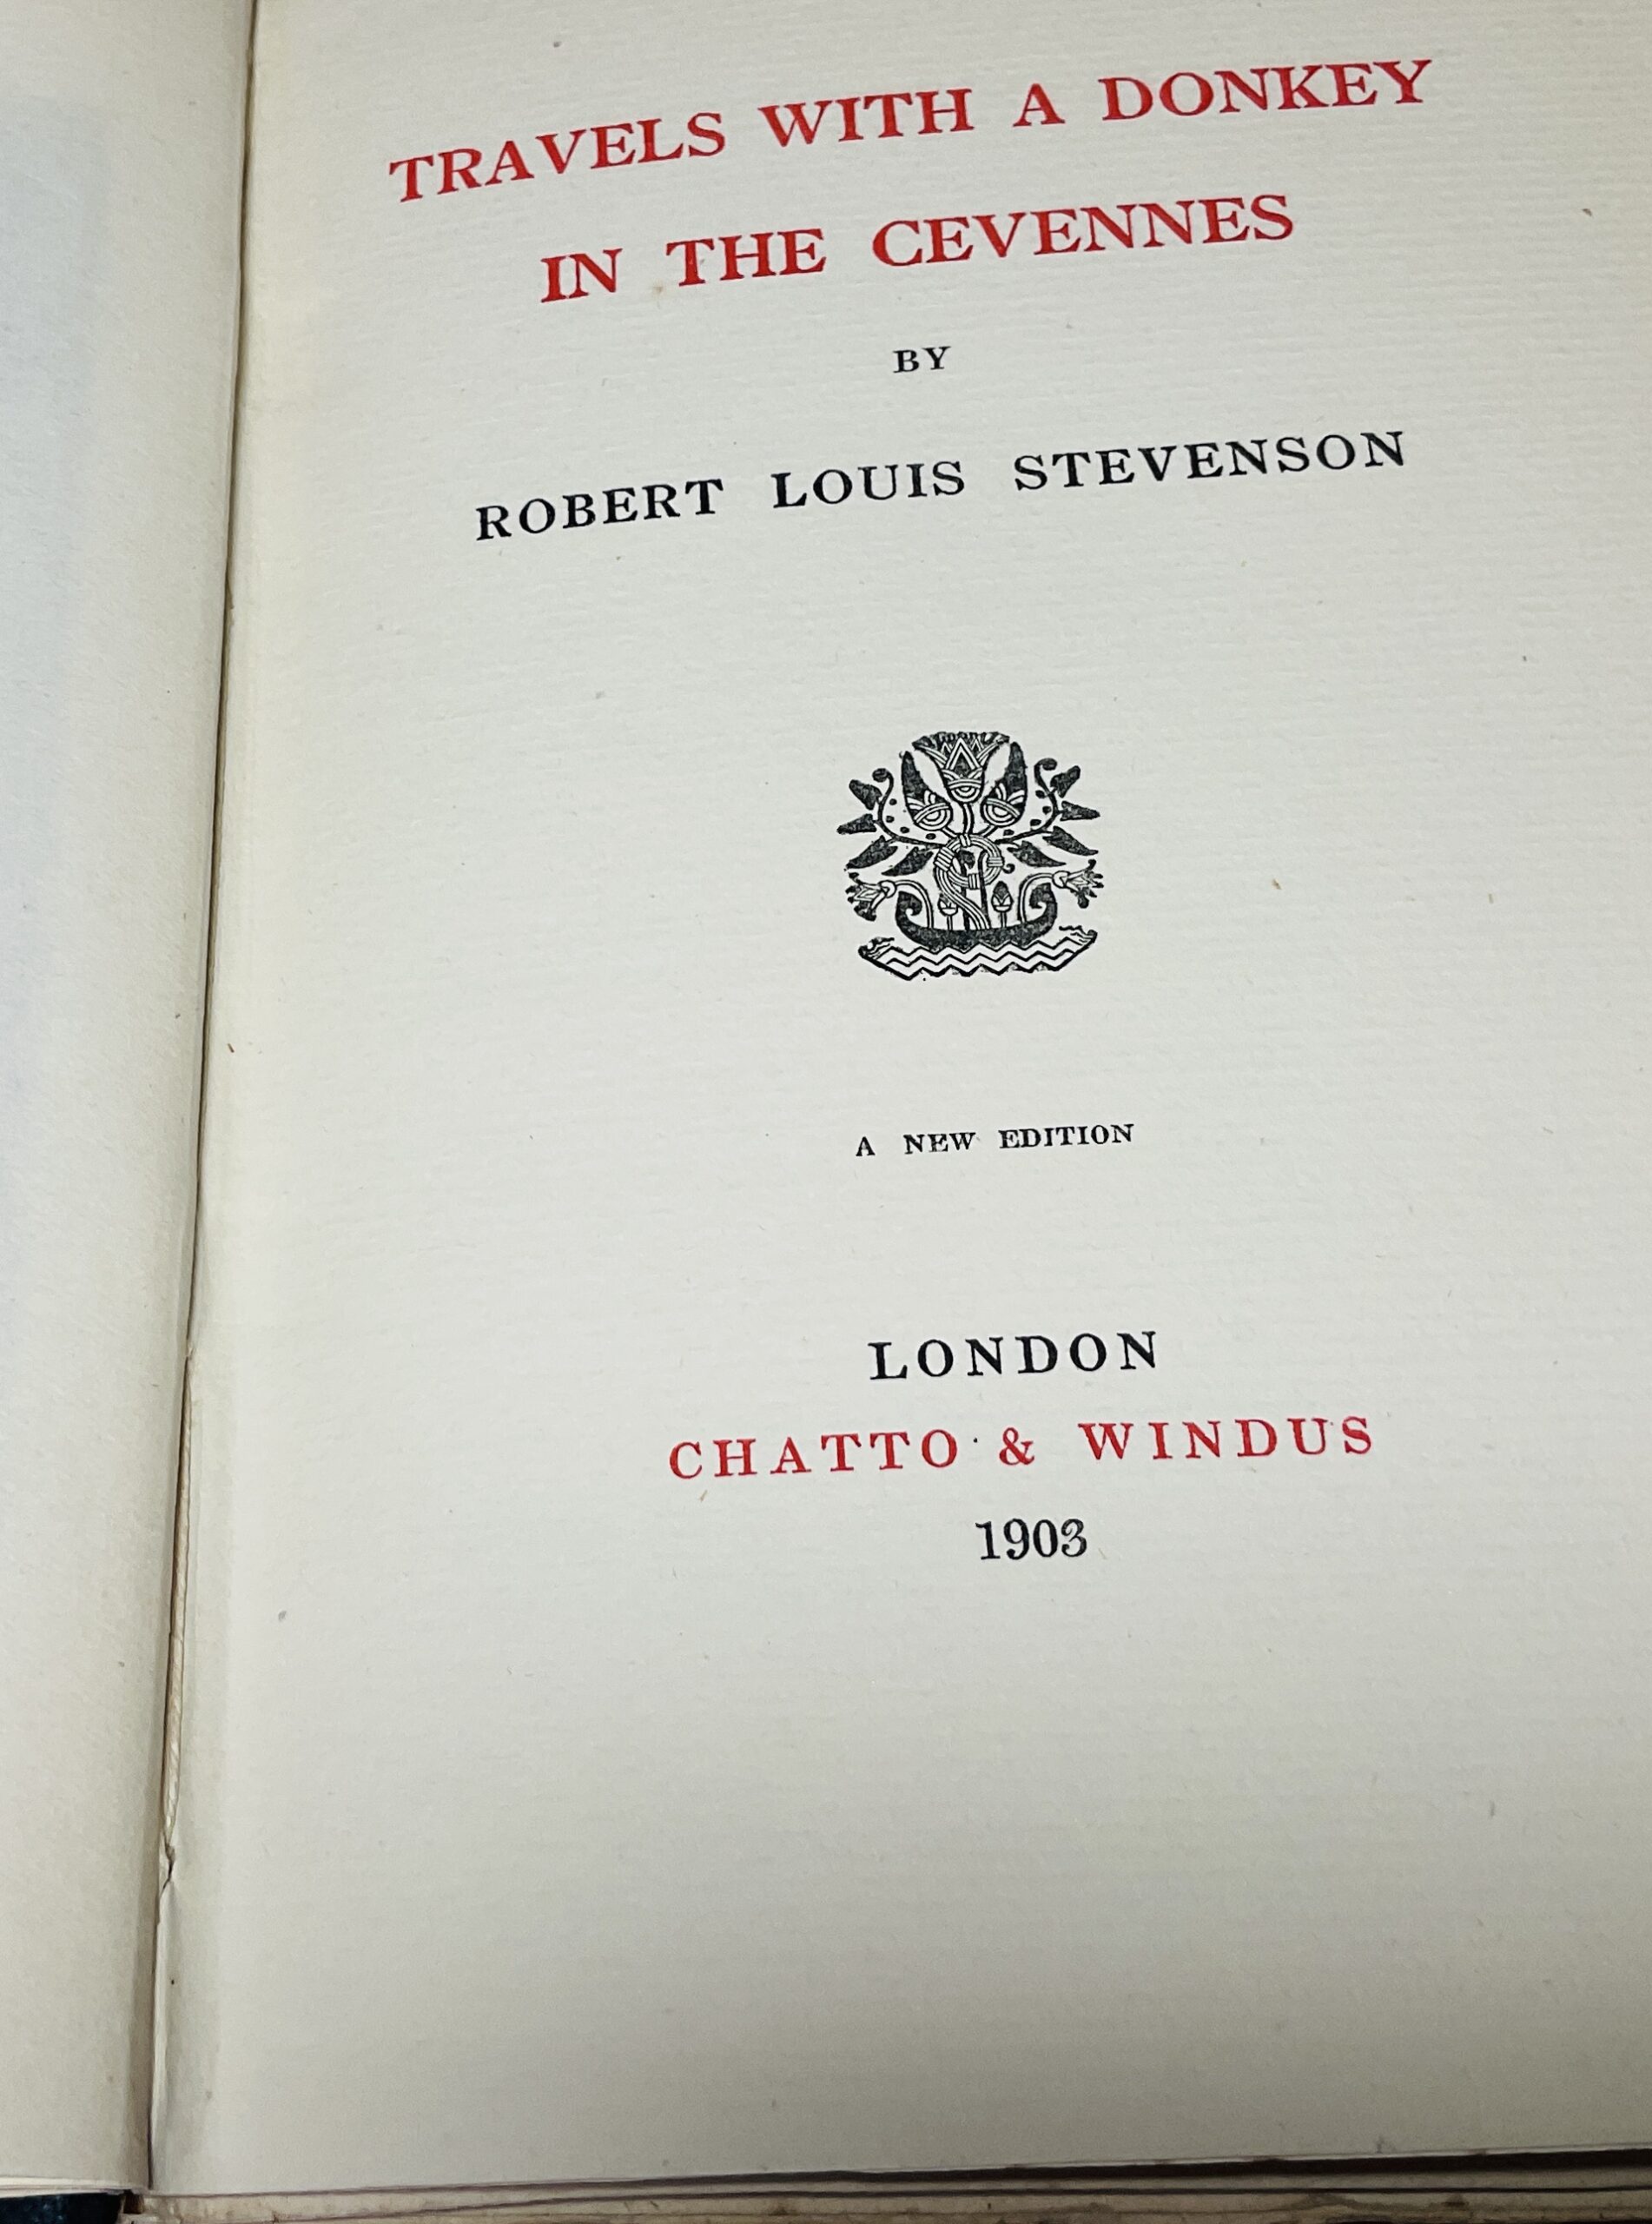 TRAVELS WITH A DONKEY
IN THE CEVENNES
BY
ROBERT LOUIS STEVENSON
A NEW EDITION
LONDON
CHATTO & WINDUS
1903